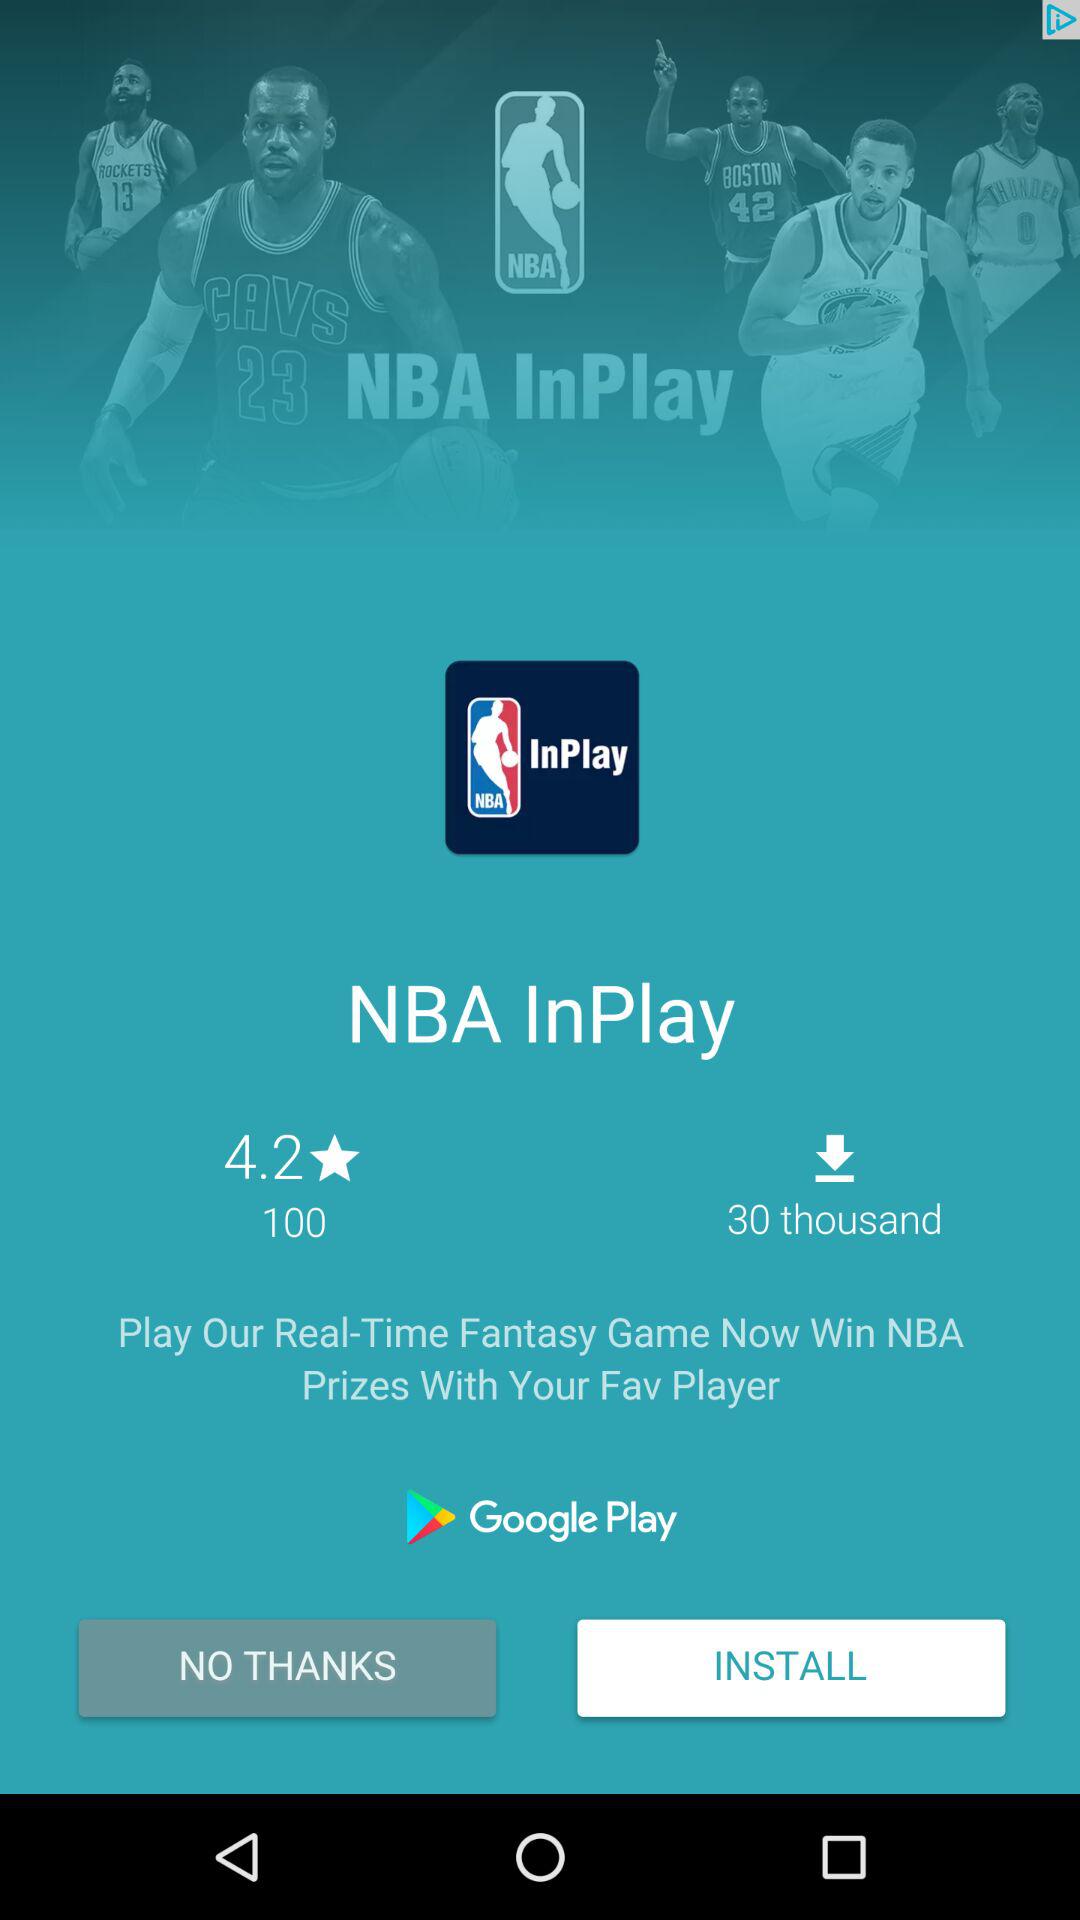 ROCKETS
13
CAVS
23
NBA
BOSTON
42
GOLDEN STATE
THUNDER
0
NBA InPlay
NBA
InPlay
NBA InPlay
4.2
100
30 thousand
Play Our Real-Time Fantasy Game Now Win NBA
Prizes With Your Fav Player
Google Play
NO THANKS
INSTALL